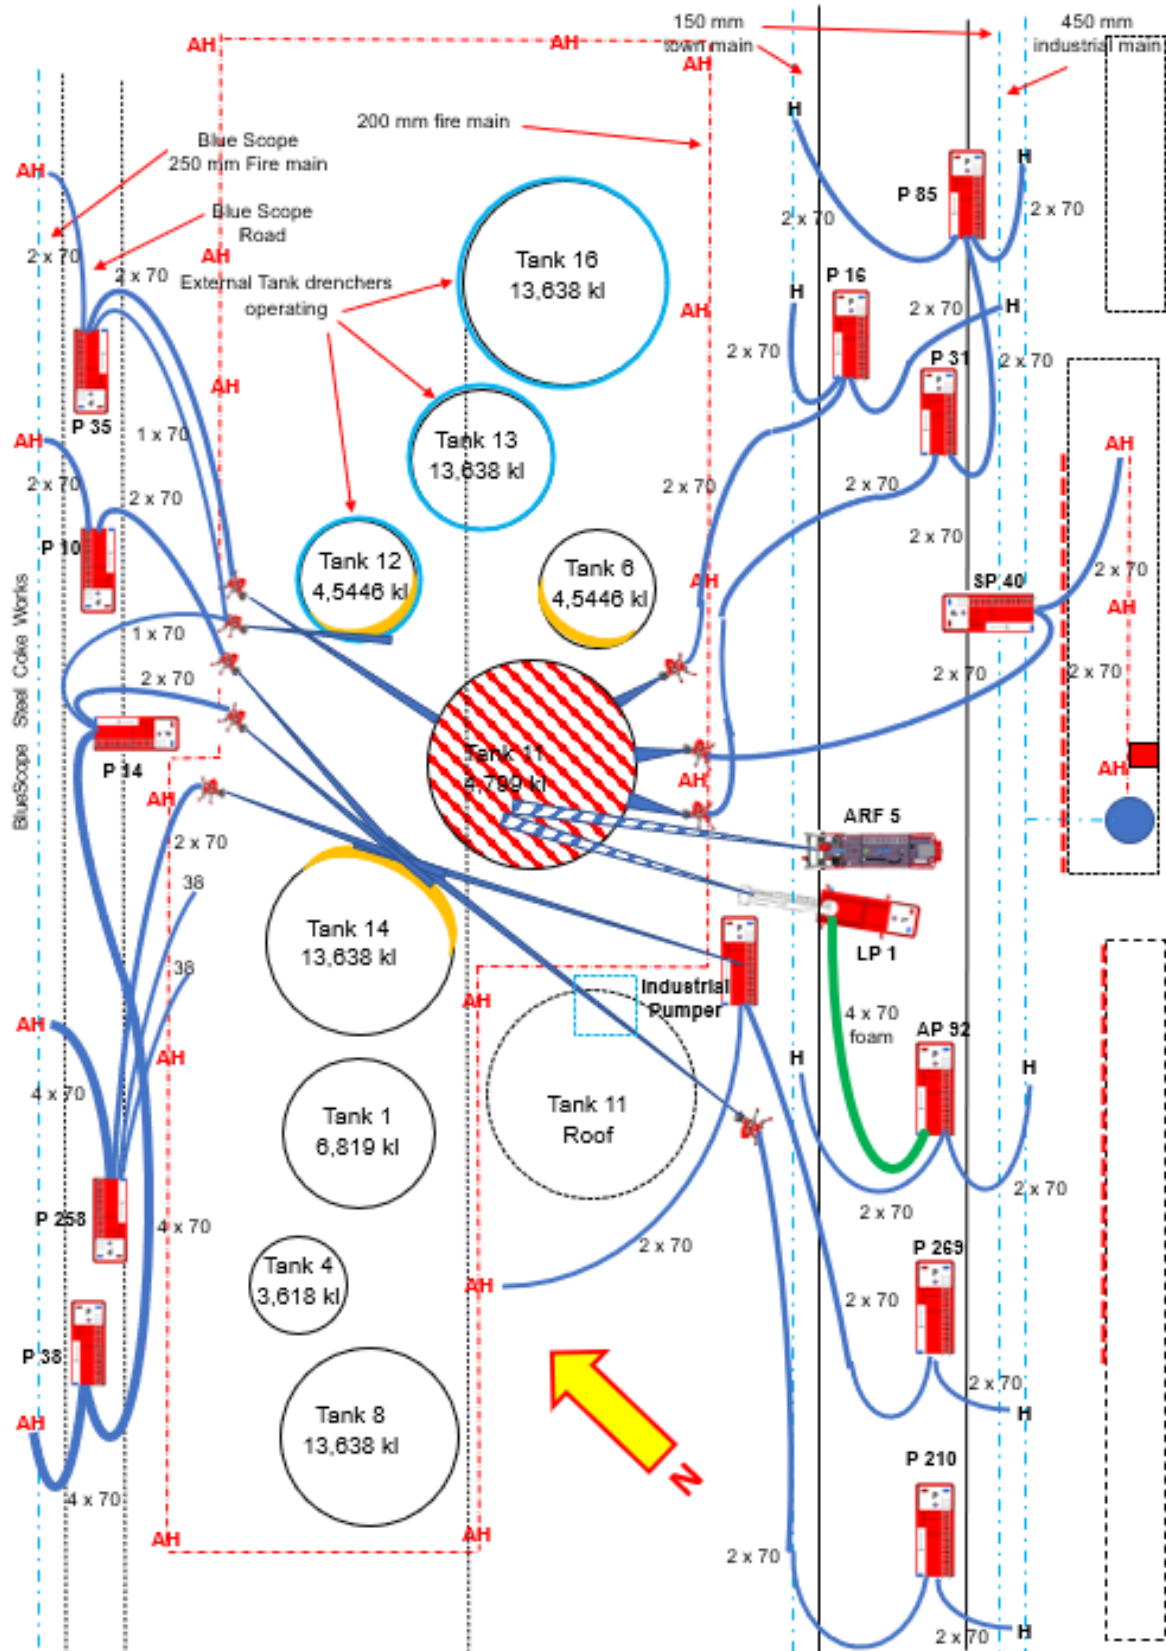 150 mm
town main
450 mm
industrial main
AH
AH
AH
200 mm fire main
H
Blue Scope
250 mm Fire main
AH
H
P 85
Blue Scope
Road
2 x 70
2 x 70
2 x 70
AH
2 x 70
Tank 16
13,638 kl
External Tank drenchers
operating
P 16
H
AH
2 x 70
H
2 x 70
P 31
2 x 70
AH
P 35
1 x 70
AH
Tank 13
13,638 kl
AH
2 x 70
2 x 70
2 x 70
2 x 70
2 x 70
P 10
Tank 12
4,5446 kl
Tank 6
4,5446 kl
AH
SP 40
2 x 70
AH
BlueScope Steel Coke Works
1 x 70
2 x 70
2 x 70
2 x 70
P 14
Tank 11
4,799 kl
AH
AH
AH
ARF 5
2 x 70
38
Tank 14
13,638 kl
LP 1
38
Industrial
Pumper
AH
4 x 70
foam
AP 92
AH
AH
H
H
4 x 70
Tank 11
Roof
Tank 1
6,819 kl
2 x 70
2 x 70
P 258
4 x 70
2 x 70
P 269
Tank 4
3,618 kl
AH
2 x 70
P 38
2 x 70
H
AH
N
Tank 8
13,638 kl
P 210
4 x 70
AH
AH
2 x 70
2 x 70
H